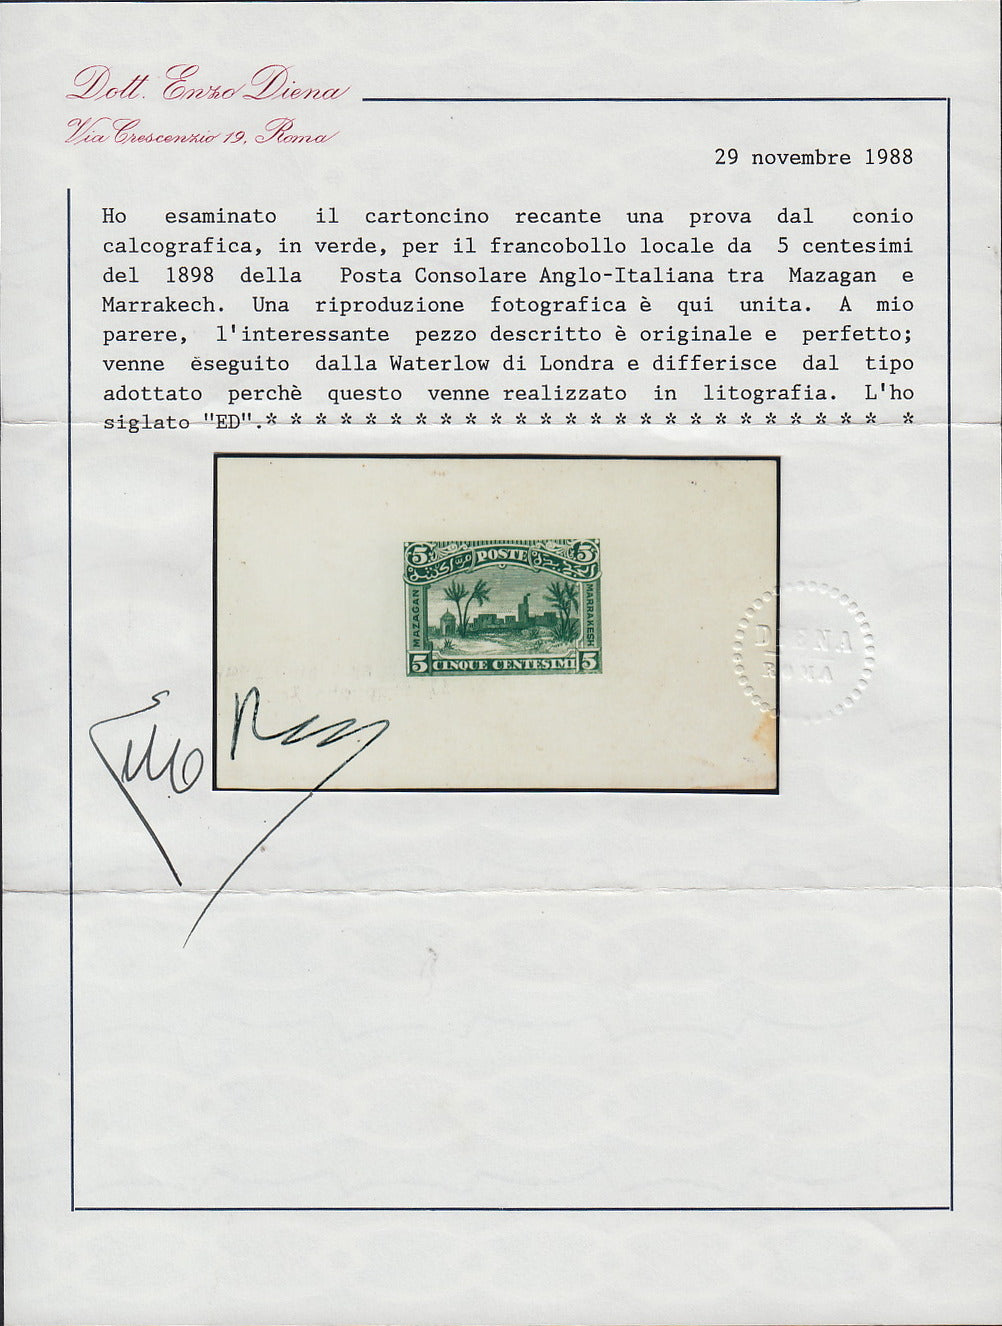 Dott. Enzo Diena
Via Crescenzio 19, Roma
29 novembre 1988
Ho esaminato il cartoncino recante una prova dal conio
calcografica, in verde, per il francobollo locale da 5 centesimi
del 1898 della Posta Consolare Anglo-Italiana tra Mazagan e
Marrakech. Una riproduzione fotografica è qui unita. A mio
parere, l'interessante pezzo descritto è originale e perfetto;
venne eseguito dalla Waterlow di Londra e differisce dal tipo
adottato perchè questo venne realizzato in litografia. L'ho
siglato "ED".* * * * * * * * * * * * * * * * * * * * * * * * * *
5 POSTE 5
MAZAGAN
MARRAKESH
5 CINQUE CENTESIMI 5
DIENA
ROMA